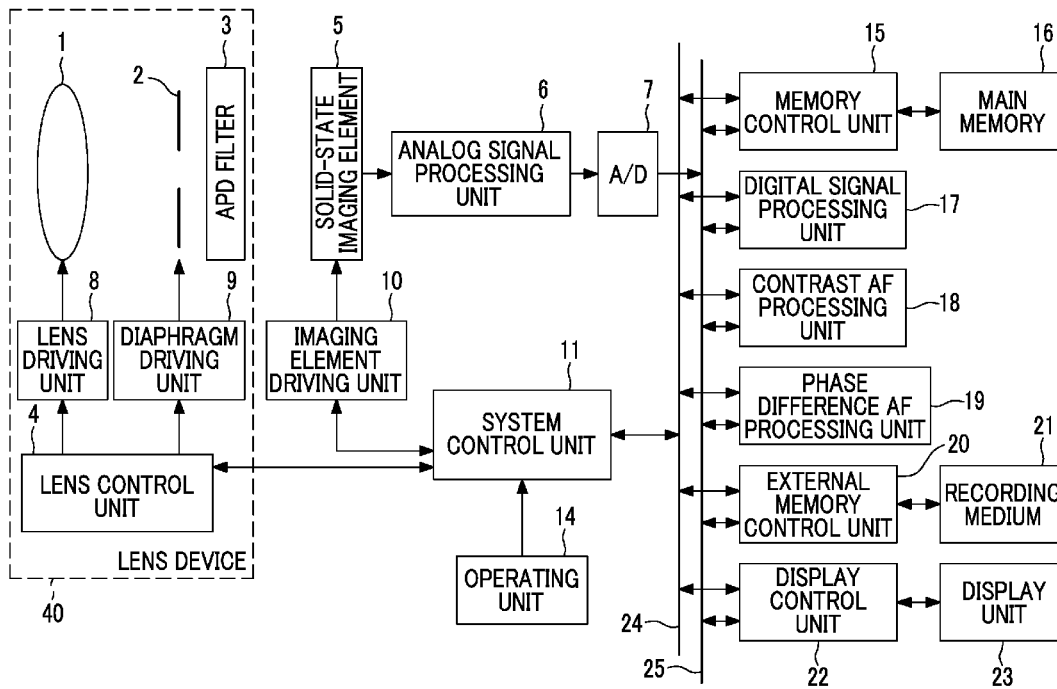 1
2
3
APD FILTER
5
SOLID-STATE
IMAGING ELEMENT
6
ANALOG SIGNAL
PROCESSING
UNIT
7
A/D
15
MEMORY
CONTROL UNIT
16
MAIN
MEMORY
DIGITAL SIGNAL
PROCESSING
UNIT
17
8
LENS
DRIVING
UNIT
9
DIAPHRAGM
DRIVING
UNIT
10
IMAGING
ELEMENT
DRIVING UNIT
CONTRAST AF
PROCESSING
UNIT
18
11
SYSTEM
CONTROL UNIT
PHASE
DIFFERENCE AF
PROCESSING UNIT
19
4
LENS CONTROL
UNIT
LENS DEVICE
40
14
OPERATING
UNIT
20
EXTERNAL
MEMORY
CONTROL UNIT
21
RECORDING
MEDIUM
DISPLAY
CONTROL
UNIT
22
DISPLAY
UNIT
23
24
25